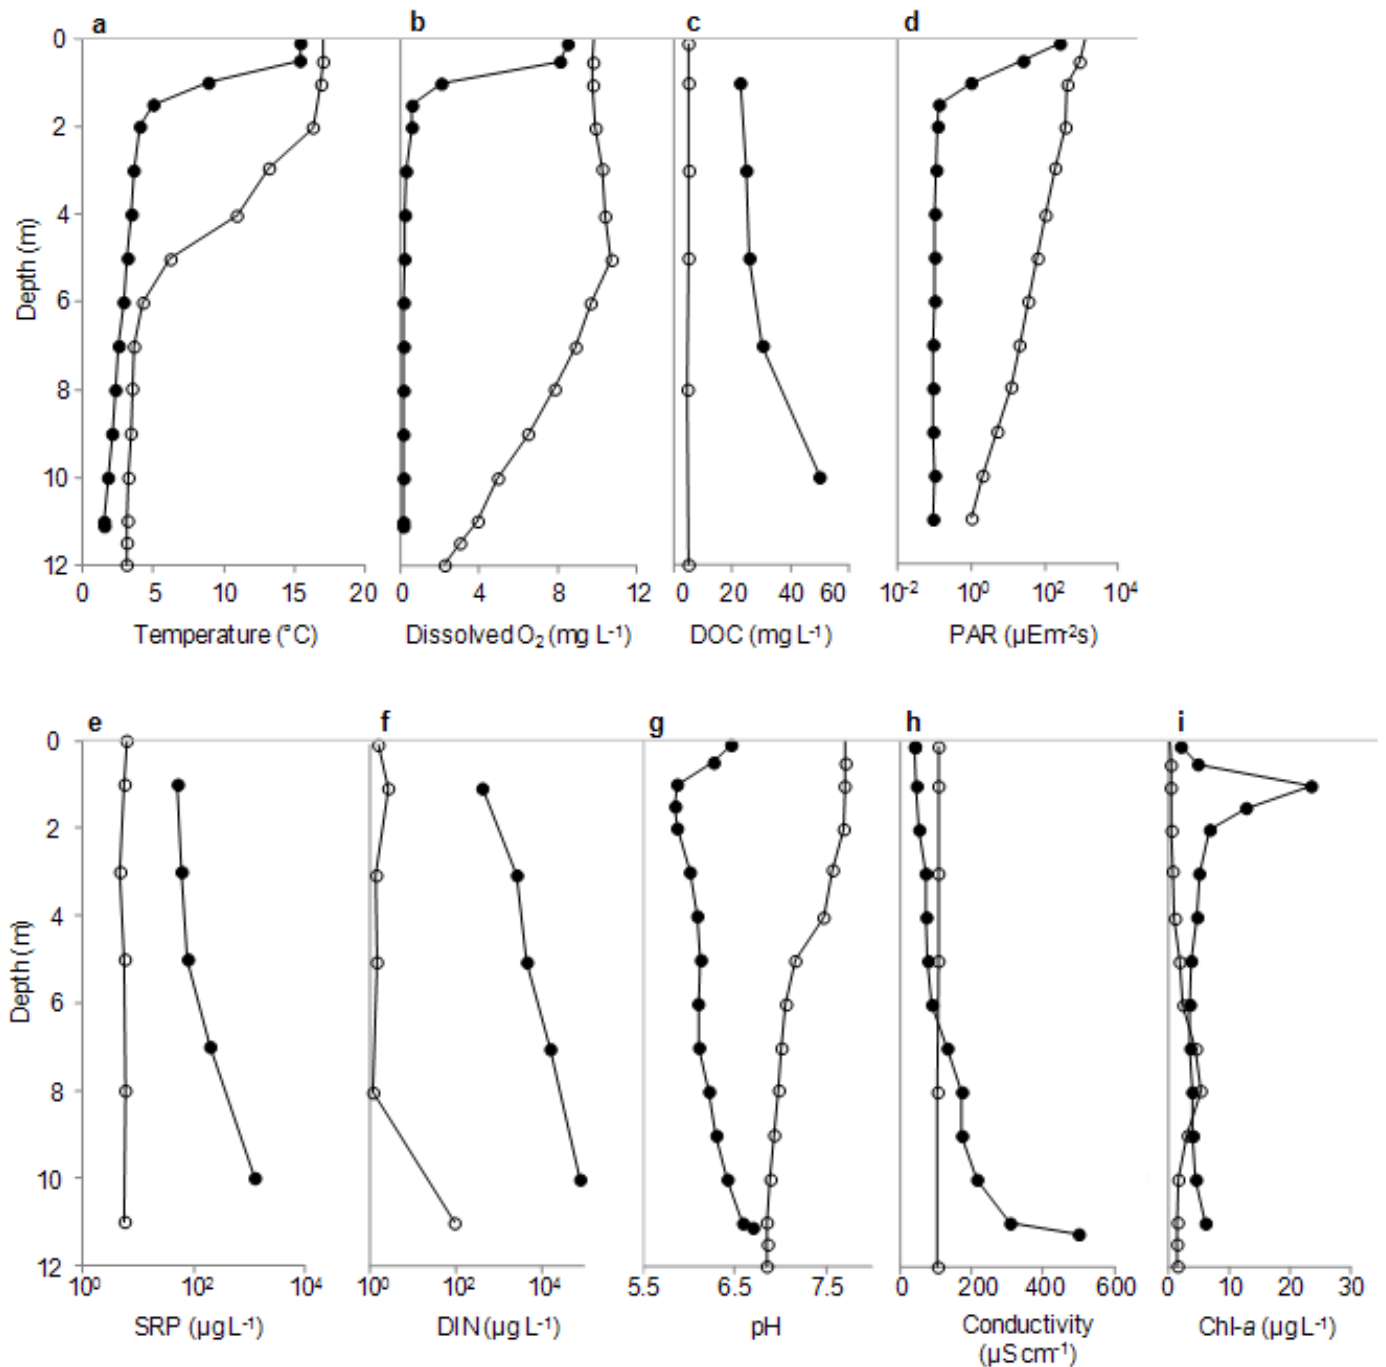 a b c d
0
2
4
6
8
10
12
Depth (m)
0 5 10 15 20 0 4 8 12 0 20 40 60 10-2 10⁰ 10² 10⁴
Temperature (°C) Dissolved O₂ (mg L-¹) DOC (mg L-¹) PAR (µEm-²s)
e f g h i
0
2
4
6
8
10
12
Depth (m)
10⁰ 10² 10⁴ 10⁰ 10² 10⁴ 5.5 6.5 7.5 0 200 400 600 0 10 20 30
SRP (µg L-¹) DIN (µg L-¹) pH Conductivity Chl-a (µg L-¹)
(µS cm-¹)